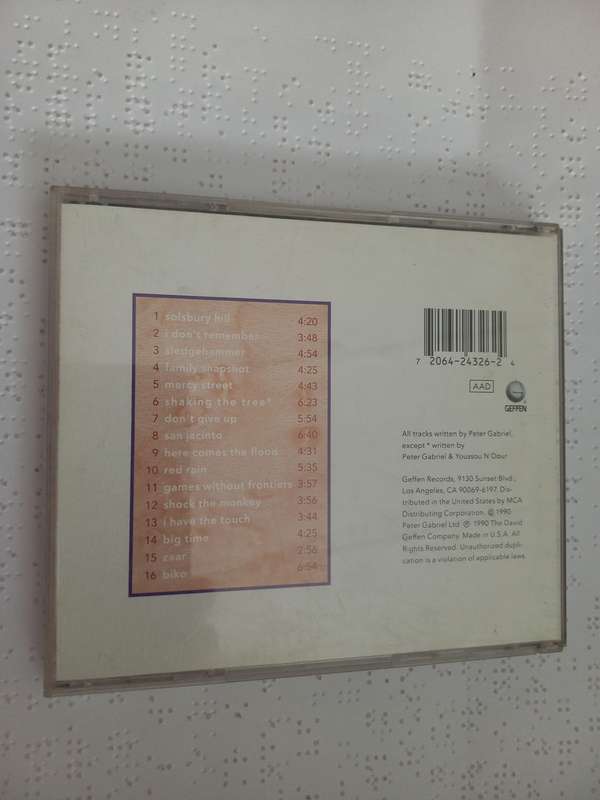 1 solsbury hill 4:20
2 i don't remember 3:48
3 sledgehammer 4:54
4 family snapshot 4:25
5 mercy street 4:43
6 shaking the tree* 6:23
7 don't give up 5:54
8 san jacinto 6:40
9 here comes the flood 4:31
10 red rain 5:35
11 games without frontiers 3:57
12 shock the monkey 3:56
13 i have the touch 3:44
14 big time 4:25
15 zaar 2:56
16 biko 6:54
7 2064-24326-2 4
AAD
GEFFEN
All tracks written by Peter Gabriel,
except * written by
Peter Gabriel & Youssou N Dour
Geffen Records, 9130 Sunset Blvd.,
Los Angeles, CA 90069-6197. Dis-
tributed in the United States by MCA
Distributing Corporation. © 1990
Peter Gabriel Ltd ℗ 1990 The David
Geffen Company. Made in U.S.A. All
Rights Reserved. Unauthorized dupli-
cation is a violation of applicable laws.